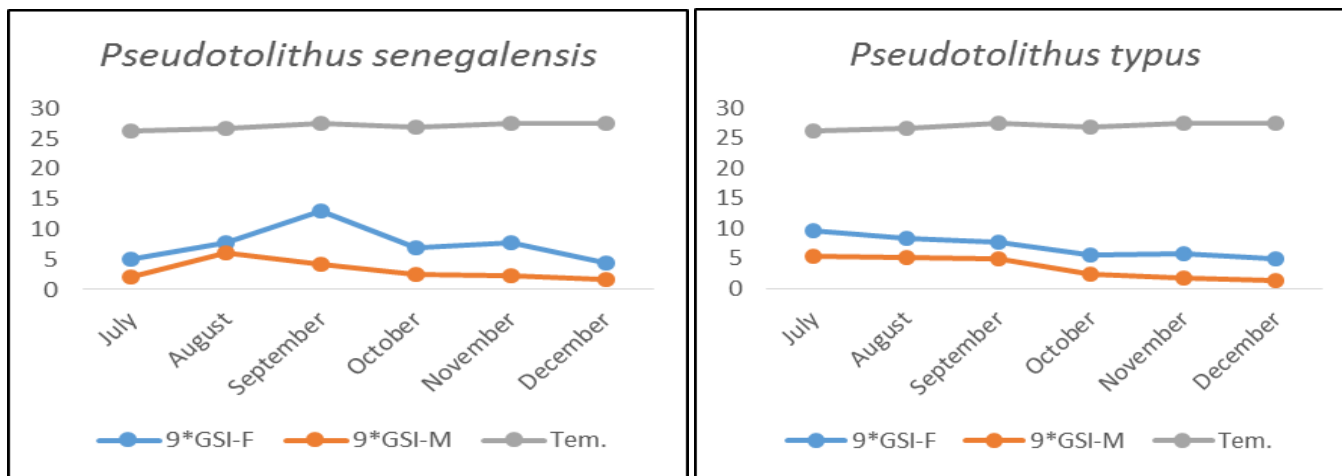 Pseudotolithus senegalensis
30
25
20
15
10
5
0
July
August
September
October
November
December
9*GSI-F
9*GSI-M
Tem.
Pseudotolithus typus
30
25
20
15
10
5
0
July
August
September
October
November
December
9*GSI-F
9*GSI-M
Tem.